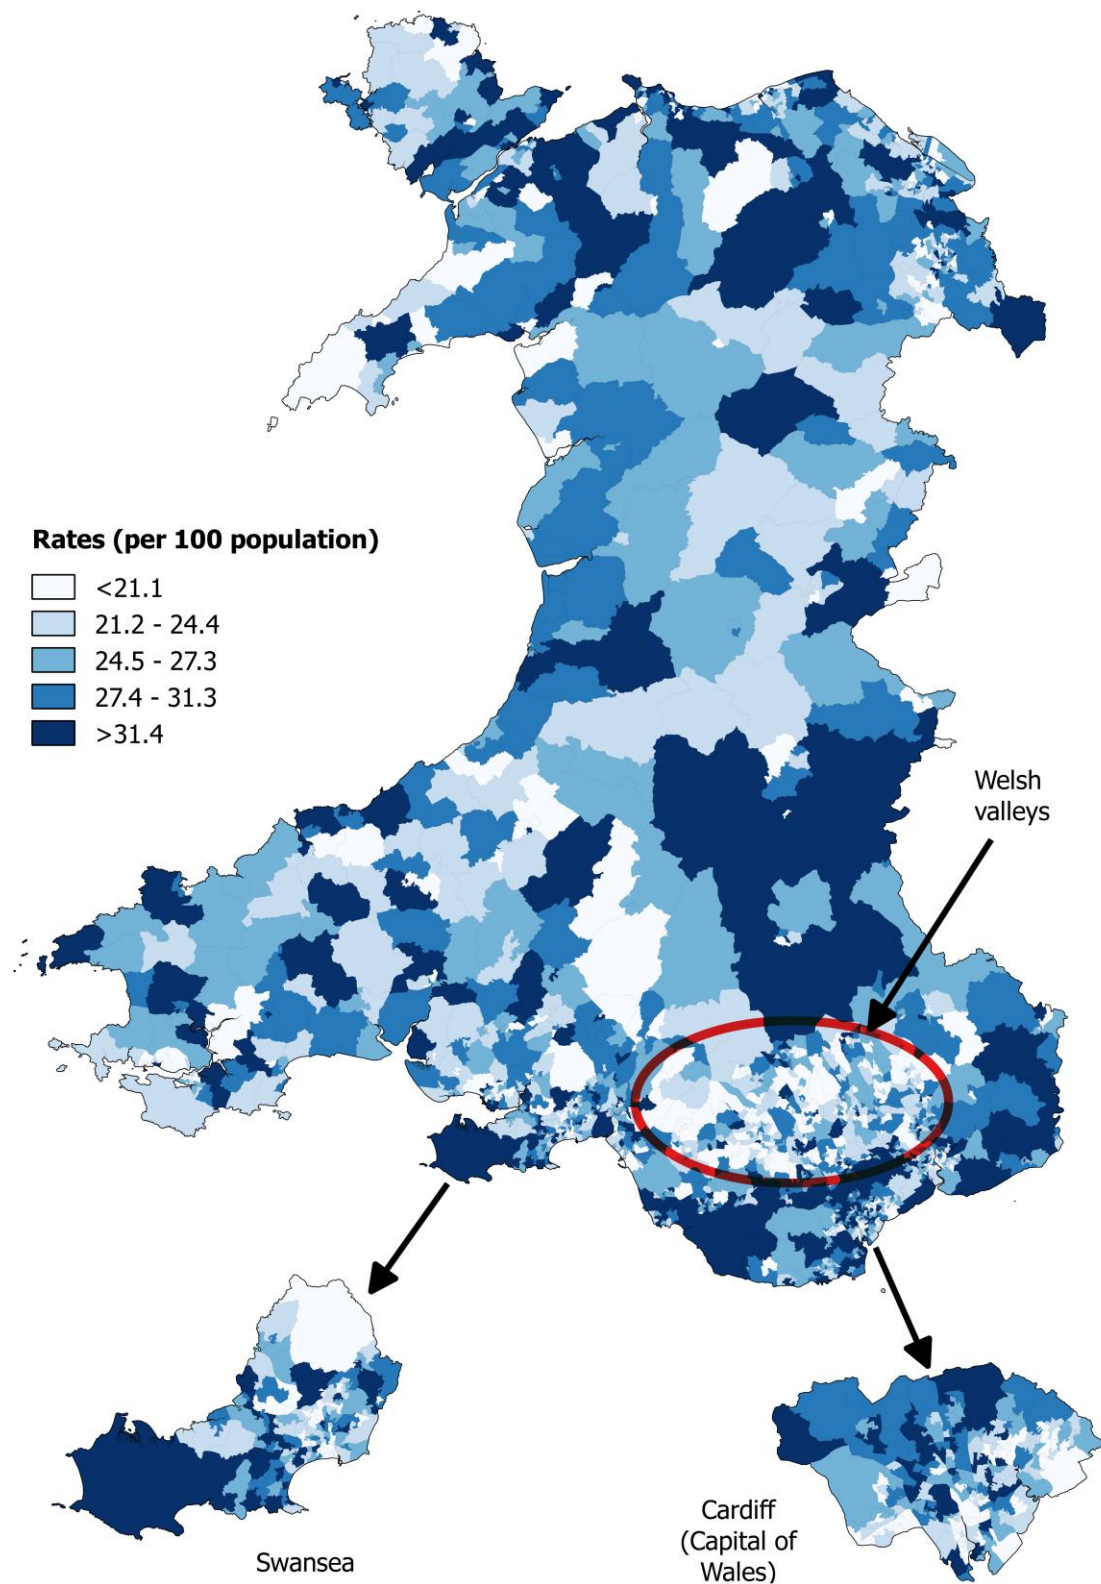 Rates (per 100 population)
<21.1
21.2 - 24.4
24.5 - 27.3
27.4 - 31.3
>31.4
Welsh
valleys
Swansea
Cardiff
(Capital of
Wales)